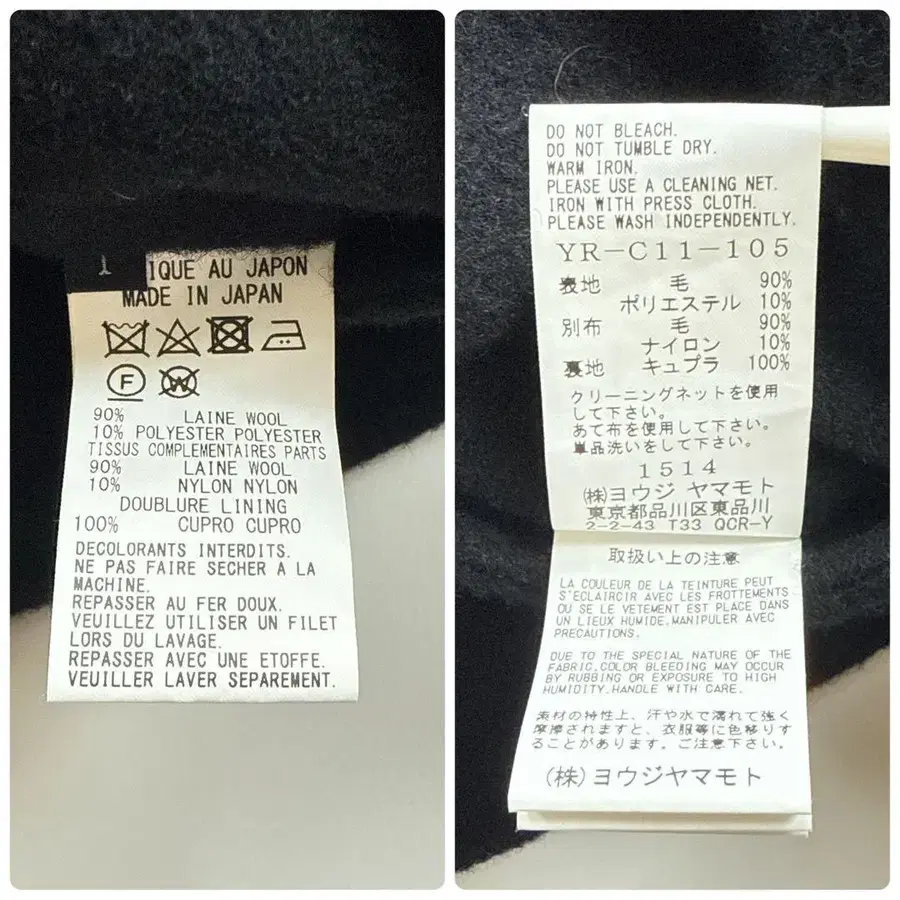 1
IQUE AU JAPON
MADE IN JAPAN
F
W
90% LAINE WOOL
10% POLYESTER POLYESTER
TISSUS COMPLEMENTAIRES PARTS
90% LAINE WOOL
10% NYLON NYLON
DOUBLURE LINING
100% CUPRO CUPRO
DECOLORANTS INTERDITS.
NE PAS FAIRE SECHER A LA
MACHINE.
REPASSER AU FER DOUX.
VEUILLEZ UTILISER UN FILET
LORS DU LAVAGE.
REPASSER AVEC UNE ETOFFE.
VEUILLER LAVER SEPAREMENT.
DO NOT BLEACH.
DO NOT TUMBLE DRY.
WARM IRON.
PLEASE USE A CLEANING NET.
IRON WITH PRESS CLOTH.
PLEASE WASH INDEPENDENTLY.
YR-C11-105
表地 毛 90%
ポリエステル 10%
別布 毛 90%
ナイロン 10%
裏地 キュプラ 100%
クリーニングネットを使用
して下さい。
あて布を使用して下さい。
単品洗いをして下さい。
1514
(株)ヨウジ ヤマモト
東京都品川区東品川
2-2-43 T33 QCR-Y
取扱い上の注意
LA COULEUR DE LA TEINTURE PEUT
S'ECLAIRCIR AVEC LES FROTTEMENTS
OU SE LE VETEMENT EST PLACE DANS
UN LIEUX HUMIDE.MANIPULER AVEC
PRECAUTIONS.
DUE TO THE SPECIAL NATURE OF THE
FABRIC,COLOR BLEEDING MAY OCCUR
BY RUBBING OR EXPOSURE TO HIGH
HUMIDITY.HANDLE WITH CARE.
素材の特性上、汗や水で濡れて強く
摩擦されますと、衣服等に色移りす
ることがあります。ご注意下さい。
(株)ヨウジヤマモト